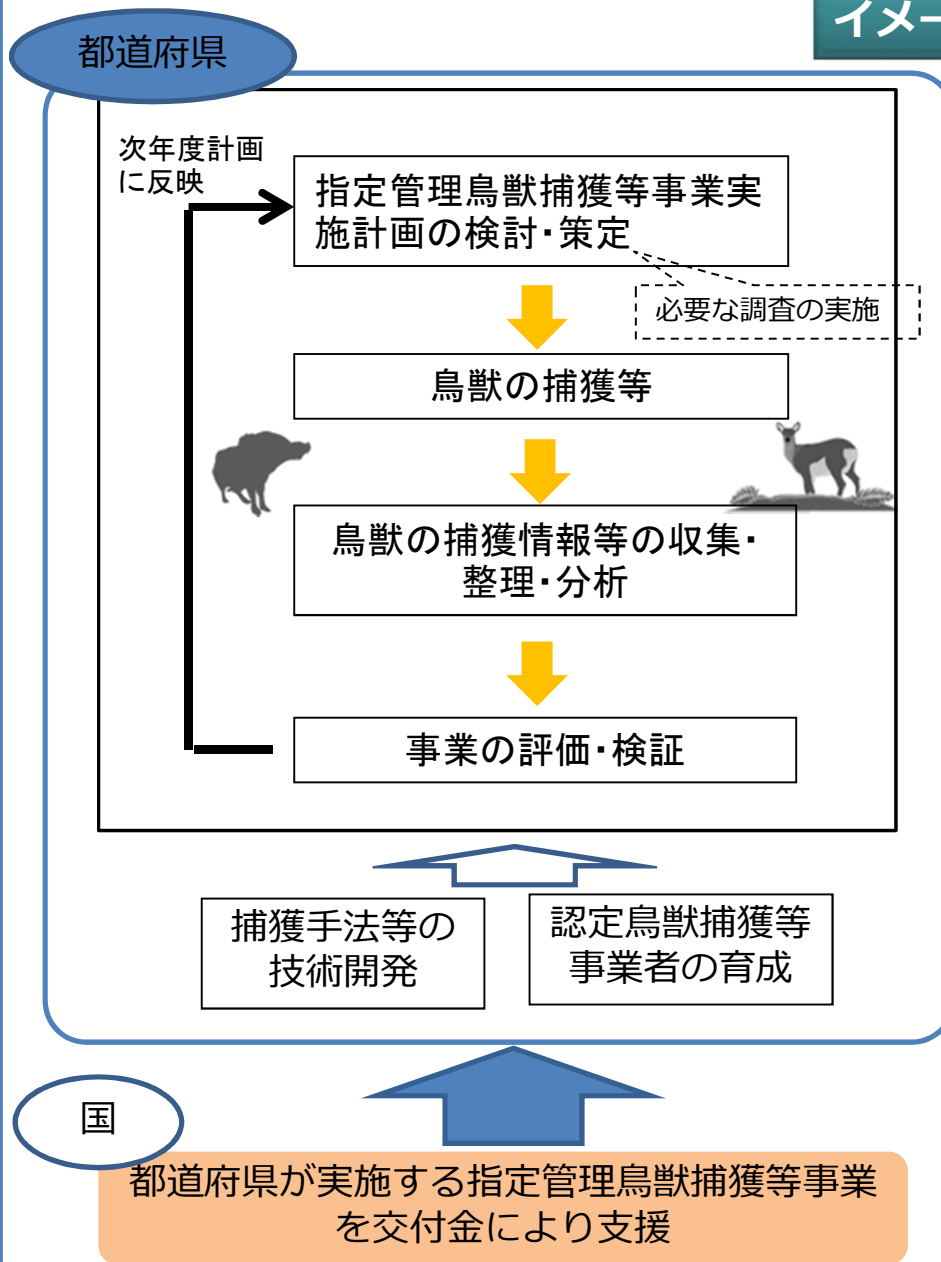 イメー
都道府県
次年度計画
に反映
指定管理鳥獣捕獲等事業実
施計画の検討・策定
必要な調査の実施
鳥獣の捕獲等
鳥獣の捕獲情報等の収集・
整理・分析
事業の評価・検証
捕獲手法等の
技術開発
認定鳥獣捕獲等
事業者の育成
国
都道府県が実施する指定管理鳥獣捕獲等事業
を交付金により支援